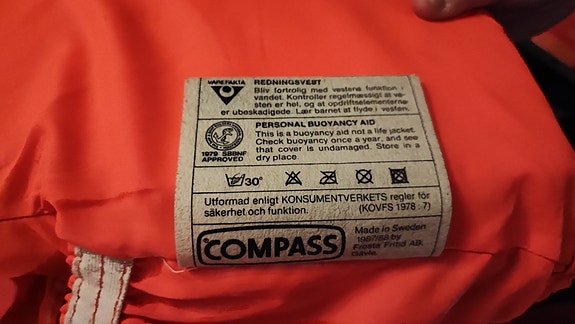 VAREFAKTA
REDNINGSVEST
Bliv fortrolig med vestens funktion i
vandet. Kontroller regelmæssigt at ve-
sten er hel, og at opdriftselementerne
er ubeskadigede. Lær barnet at flyde i vesten.
1979 SBBNF
APPROVED
PERSONAL BUOYANCY AID
This is a buoyancy aid not a life jacket.
Check buoyancy once a year, and see
that cover is undamaged. Store in a
dry place
30°
Utformad enligt KONSUMENTVERKETS regler för
säkerhet och funktion. (KOVFS 1978:7)
COMPASS
Made in Sweden
1987/88 by
Frosta Fritid AB.
Gävle.